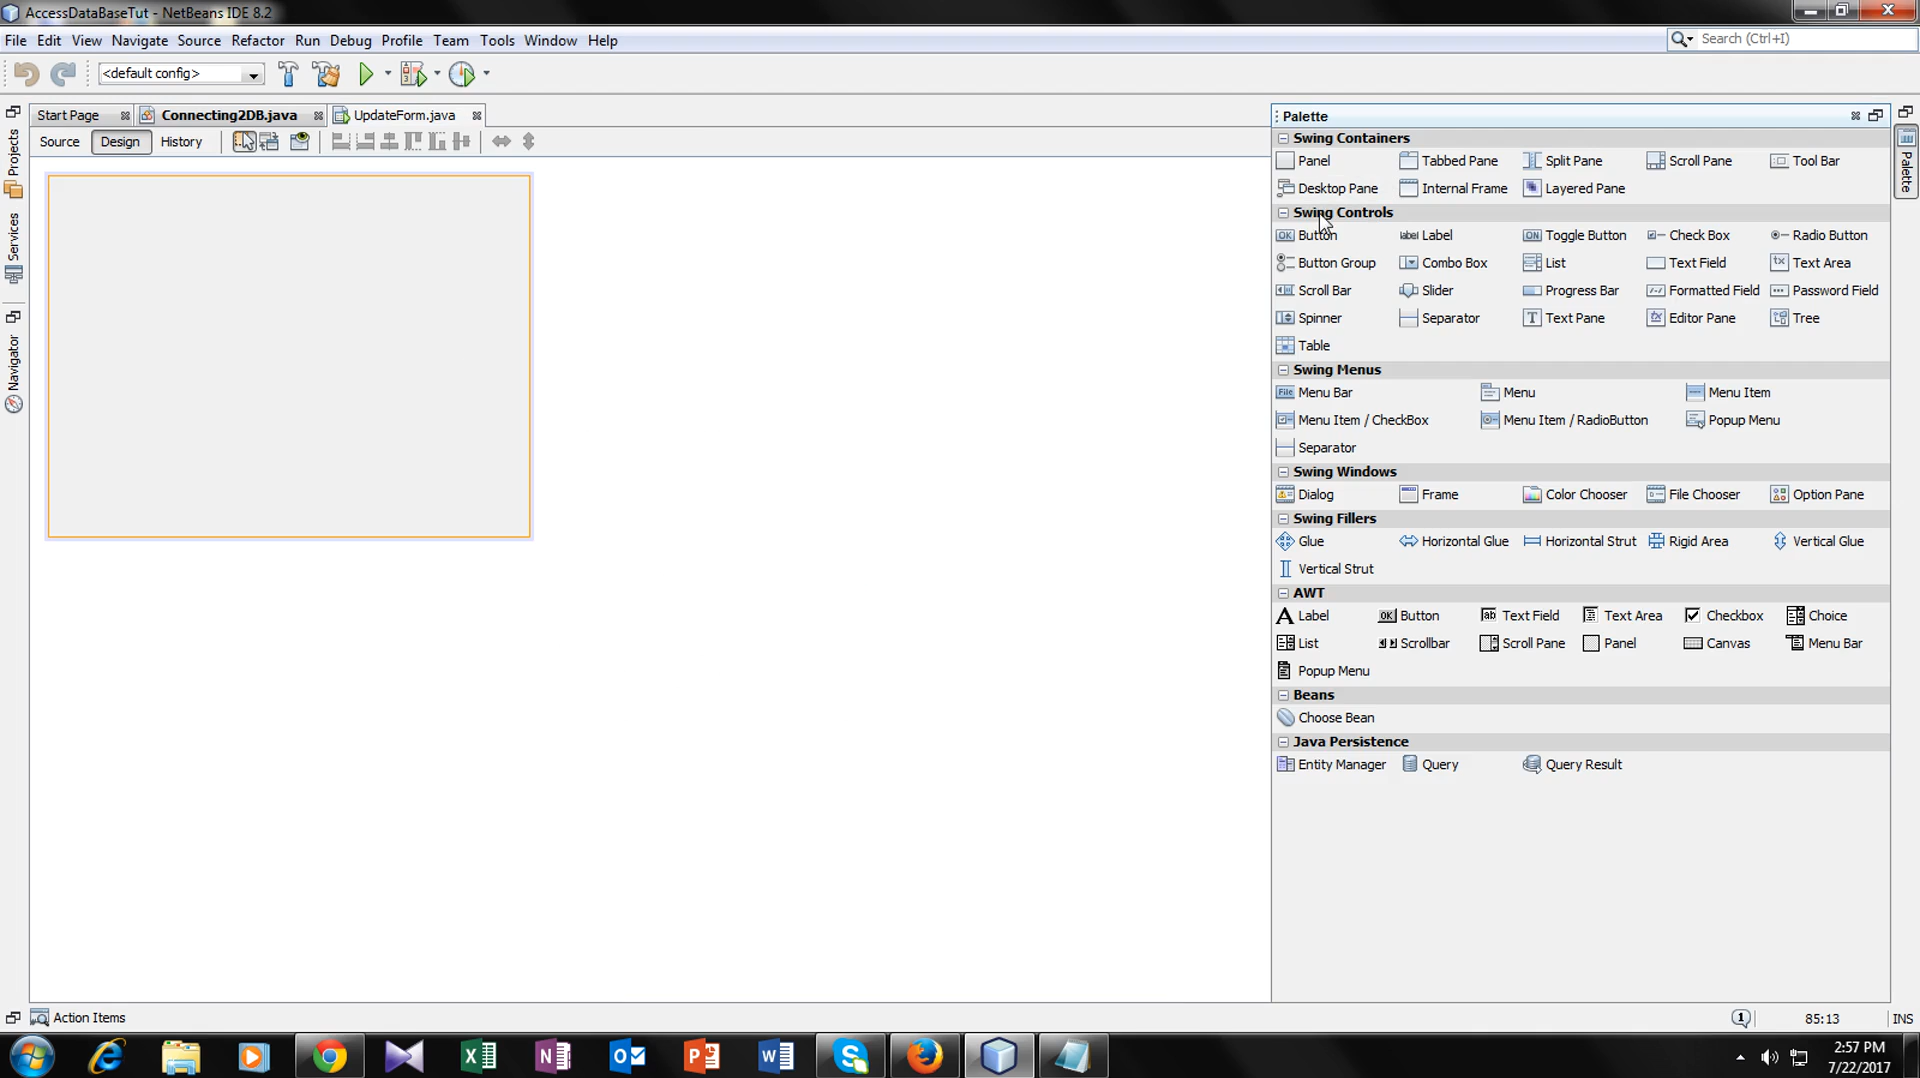 AccessDataBaseTut - NetBeans IDE 8.2
File Edit View Navigate Source Refactor Run Debug Profile Team Tools Window Help
Search (Ctrl+I)
<default config>
Start Page Connecting2DB.java UpdateForm.java
Source Design History
Projects
Services
Navigator
Palette
Palette
Swing Containers
Panel Tabbed Pane Split Pane Scroll Pane Tool Bar
Desktop Pane Internal Frame Layered Pane
Swing Controls
OK Button label Label ON Toggle Button Check Box Radio Button
Button Group Combo Box List Text Field Text Area
Scroll Bar Slider Progress Bar Formatted Field Password Field
Spinner Separator Text Pane Editor Pane Tree
Table
Swing Menus
File Menu Bar Menu Menu Item
Menu Item / CheckBox Menu Item / RadioButton Popup Menu
Separator
Swing Windows
Dialog Frame Color Chooser File Chooser Option Pane
Swing Fillers
Glue Horizontal Glue Horizontal Strut Rigid Area Vertical Glue
Vertical Strut
AWT
A Label OK Button ab Text Field Text Area Checkbox Choice
List Scrollbar Scroll Pane Panel Canvas Menu Bar
Popup Menu
Beans
Choose Bean
Java Persistence
Entity Manager Query Query Result
Action Items
1 85:13 INS
2:57 PM
7/22/2017